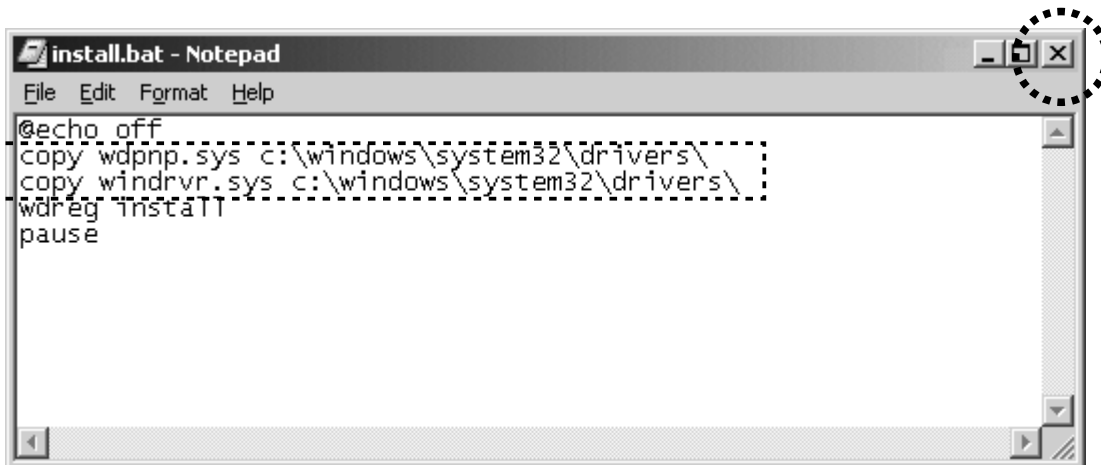 install.bat - Notepad
File Edit Format Help
@echo off
copy wdpnp.sys c:\windows\system32\drivers\
copy windrvr.sys c:\windows\system32\drivers\
wdreg install
pause